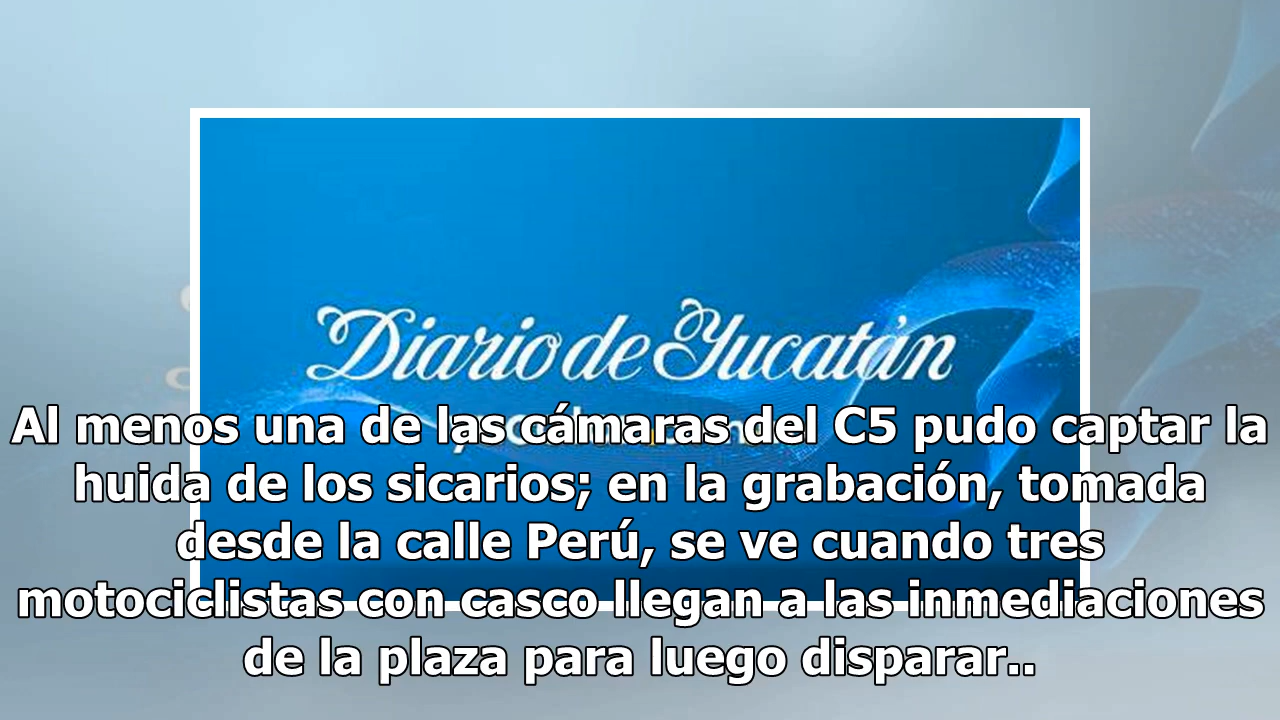 Diario de Yucatán
Al menos una de las cámaras del C5 pudo captar la
huida de los sicarios; en la grabación, tomada
desde la calle Perú, se ve cuando tres
motociclistas con casco llegan a las inmediaciones
de la plaza para luego disparar..